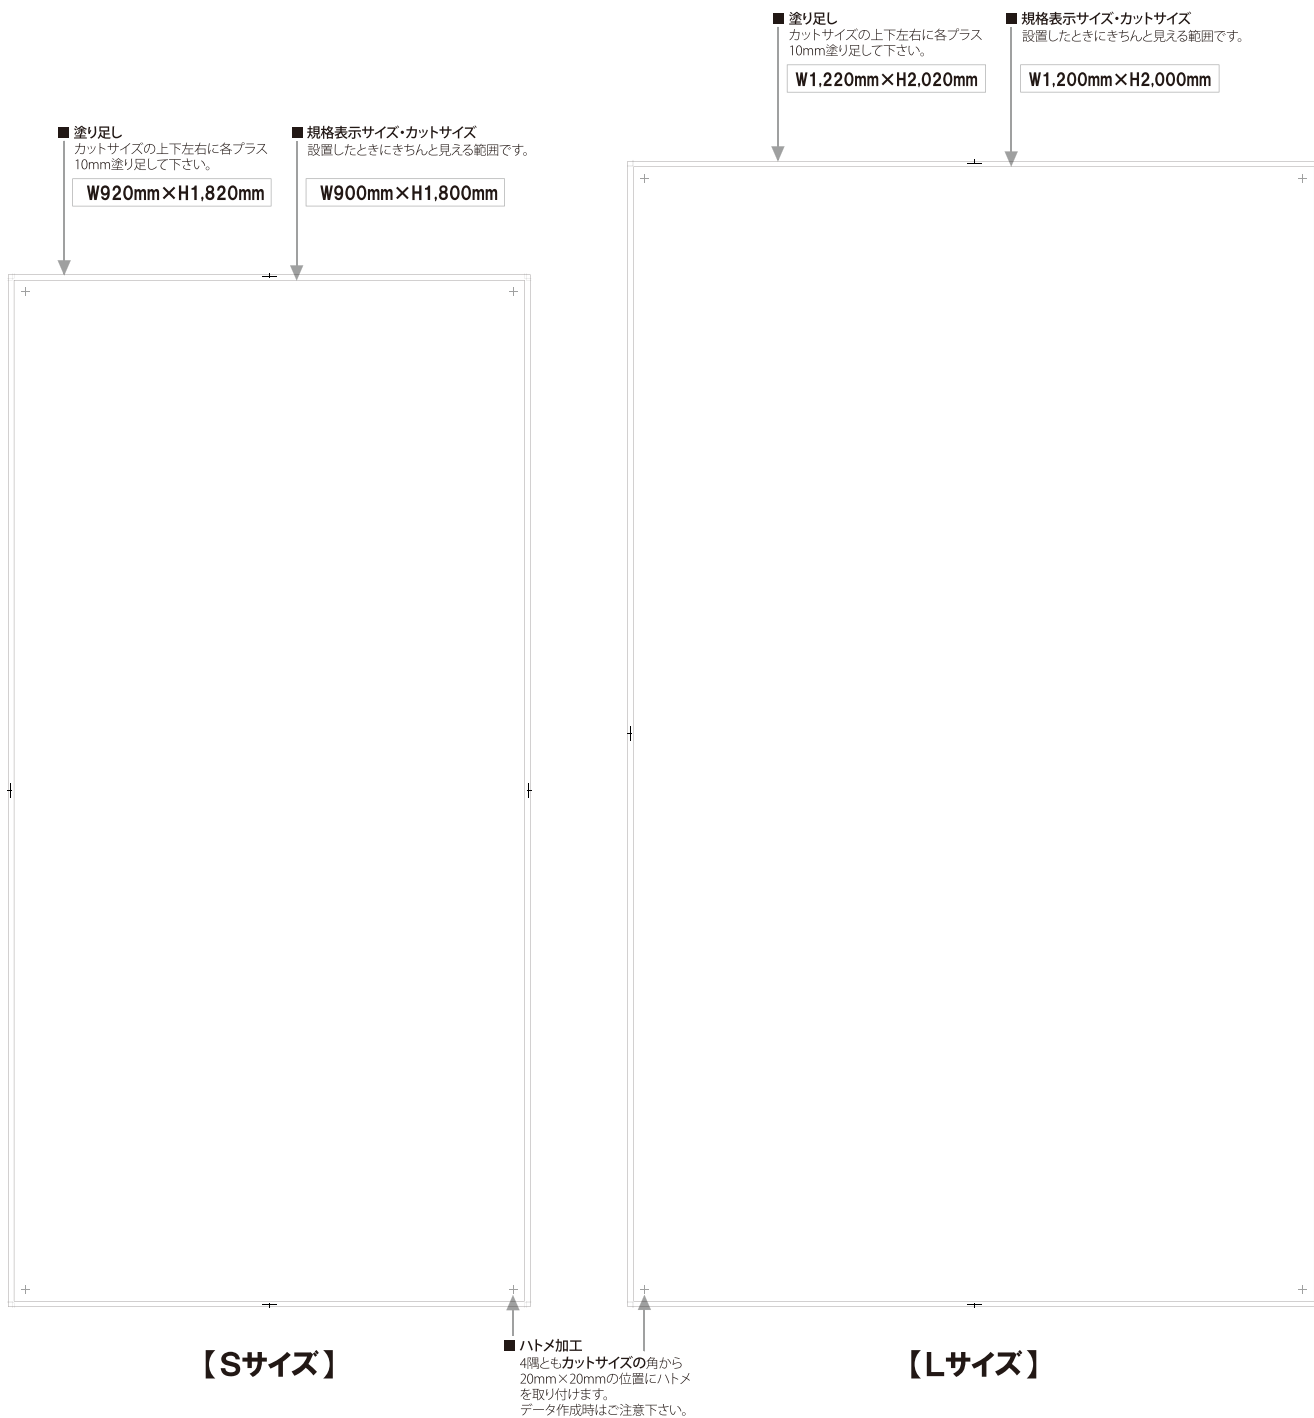 ■ 塗り足し
カットサイズの上下左右に各プラス
10mm塗り足して下さい。
W920mm×H1,820mm
■ 規格表示サイズ・カットサイズ
設置したときにきちんと見える範囲です。
W900mm×H1,800mm
■ 塗り足し
カットサイズの上下左右に各プラス
10mm塗り足して下さい。
W1,220mm×H2,020mm
■ 規格表示サイズ・カットサイズ
設置したときにきちんと見える範囲です。
W1,200mm×H2,000mm
【Sサイズ】
■ ハトメ加工
4隅ともカットサイズの角から
20mm×20mmの位置にハトメ
を取り付けます。
データ作成時はご注意下さい。
【Lサイズ】